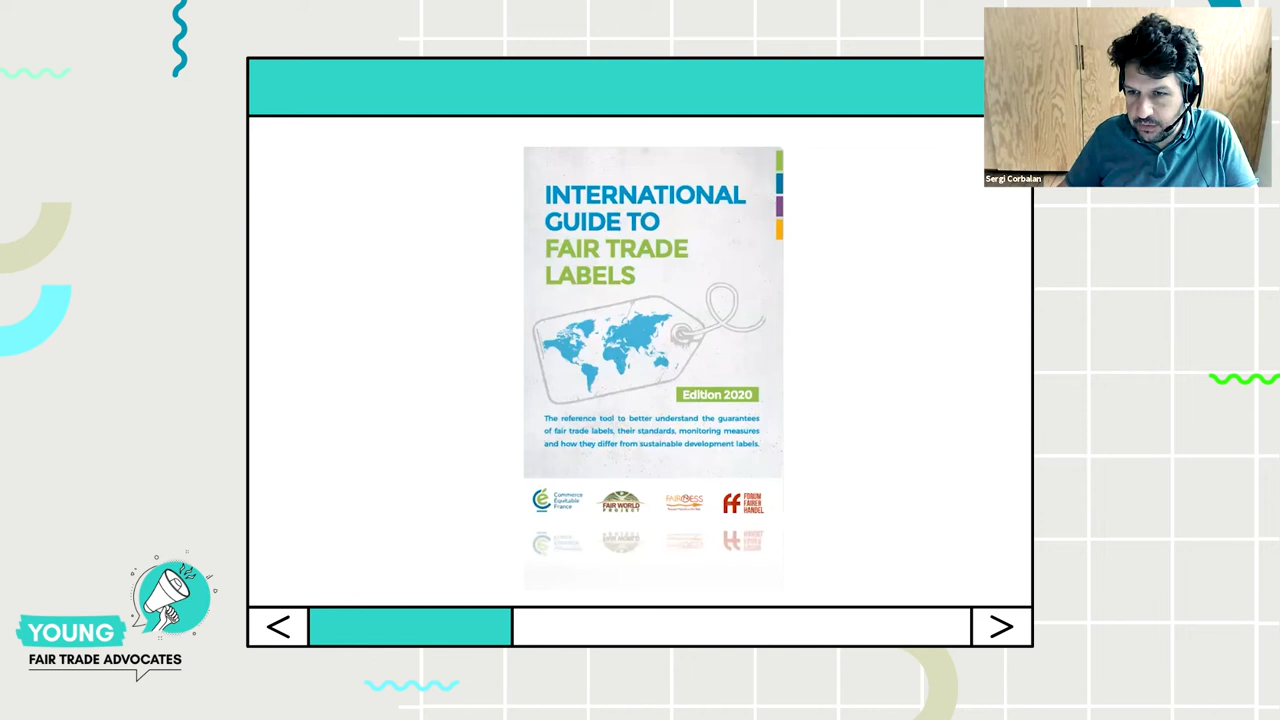 INTERNATIONAL
GUIDE TO
FAIR TRADE
LABELS
Edition 2020
The reference tool to better understand the guarantees
of fair trade labels, their standards, monitoring measures
and how they differ from sustainable development labels.
Commerce
Équitable
France
FAIR WORLD
PROJECT
FAIRNESS
FORUM
FAIRER
HANDEL
Sergi Corbalan
<
>
YOUNG
FAIR TRADE ADVOCATES